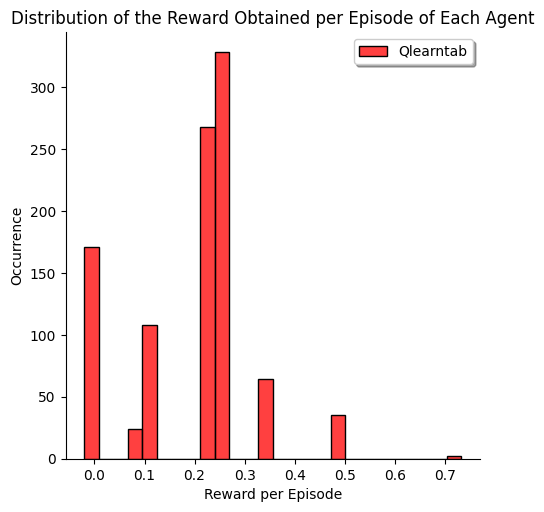 Distribution of the Reward Obtained per Episode of Each Agent
Qlearntab
Occurrence
300
250
200
150
100
50
0
0.0 0.1 0.2 0.3 0.4 0.5 0.6 0.7
Reward per Episode